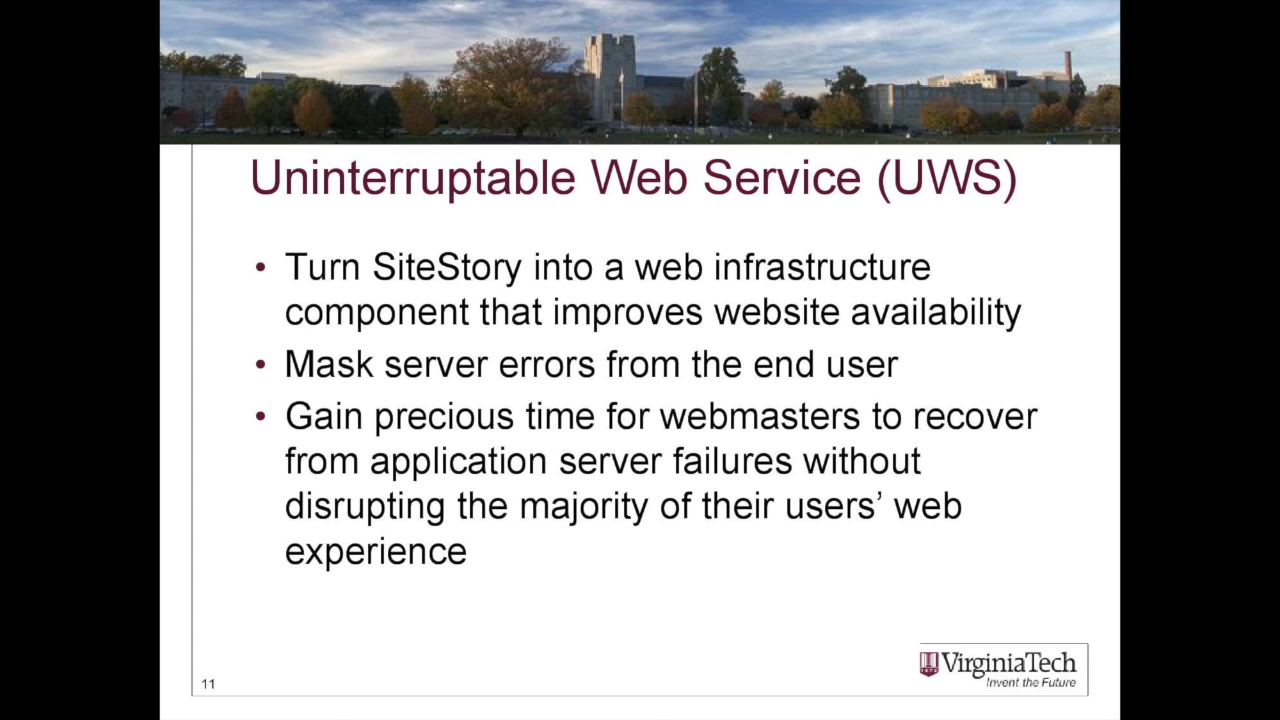 Uninterruptable Web Service (UWS)
• Turn SiteStory into a web infrastructure
component that improves website availability
• Mask server errors from the end user
• Gain precious time for webmasters to recover
from application server failures without
disrupting the majority of their users’ web
experience
VirginiaTech
Invent the Future
11